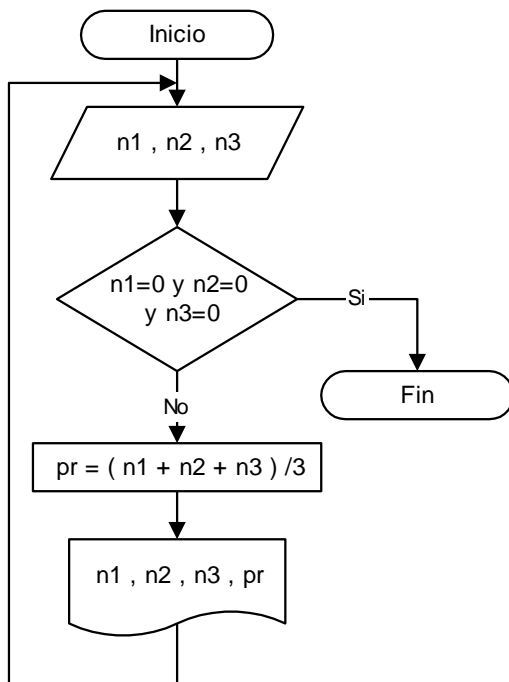 Inicio
n1 , n2 , n3
n1=0 y n2=0
y n3=0
Si
Fin
No
pr = ( n1 + n2 + n3 ) /3
n1 , n2 , n3 , pr